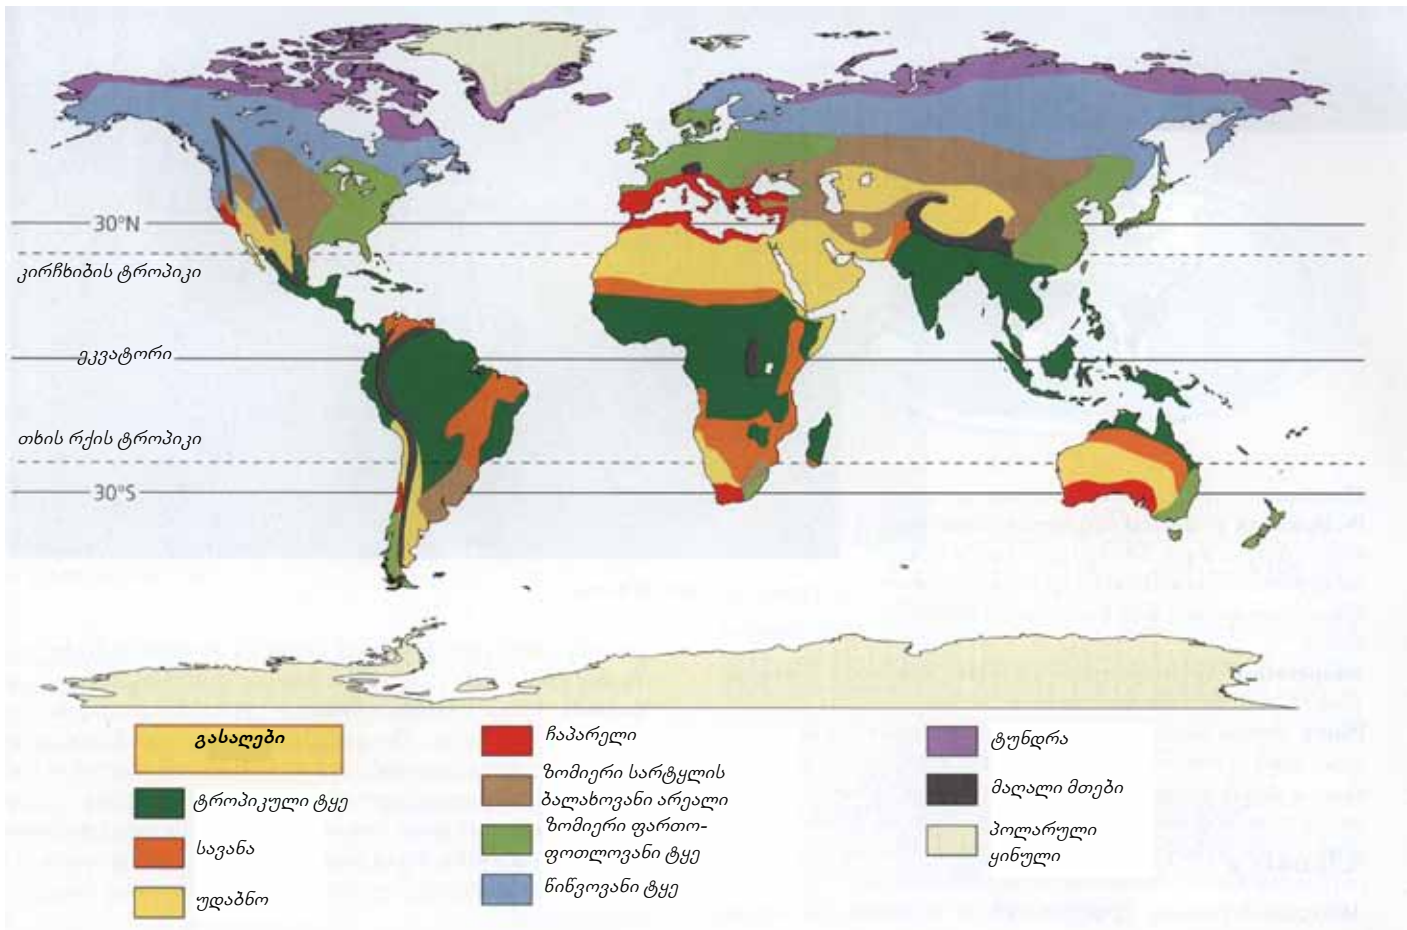 30°N
კირჩხიბის ტროპიკი
ეკვატორი
თხის რქის ტროპიკი
30°S
გასაღები
ტროპიკული ტყე
სავანა
უდაბნო
ჩაპარელი
ზომიერი სარტყლის
ბალახოვანი არეალი
ზომიერი ფართო-
ფოთლოვანი ტყე
წიწვოვანი ტყე
ტუნდრა
მაღალი მთები
პოლარული
ყინული